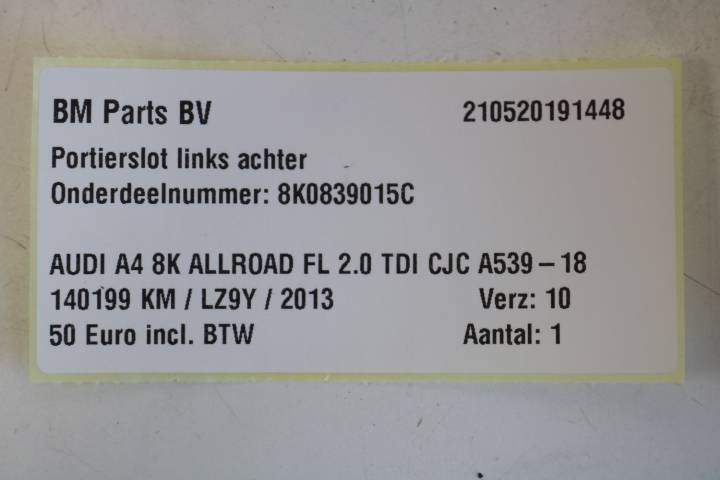 BM Parts BV 210520191448
Portierslot links achter
Onderdeelnummer: 8K0839015C
AUDI A4 8K ALLROAD FL 2.0 TDI CJC A539-18
140199 KM / LZ9Y / 2013 Verz: 10
50 Euro incl. BTW Aantal: 1